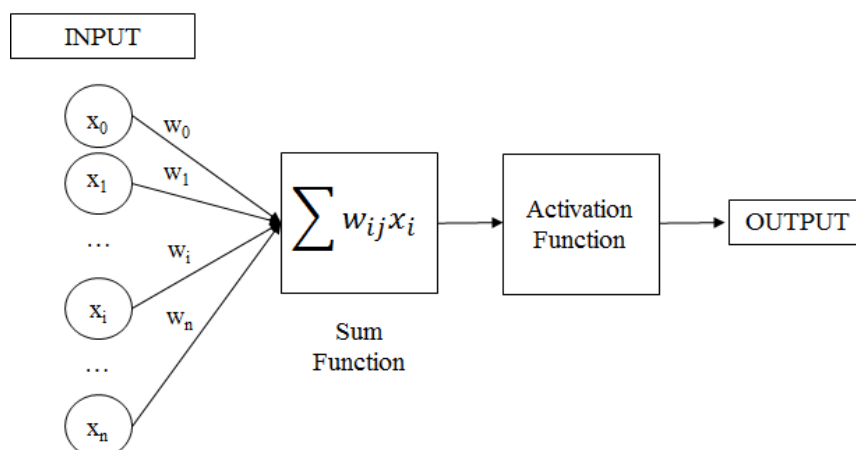 INPUT
x₀
w₀
x₁
w₁
...
wᵢ
xᵢ
wₙ
...
xₙ
∑ wᵢⱼxᵢ
Sum
Function
Activation
Function
OUTPUT